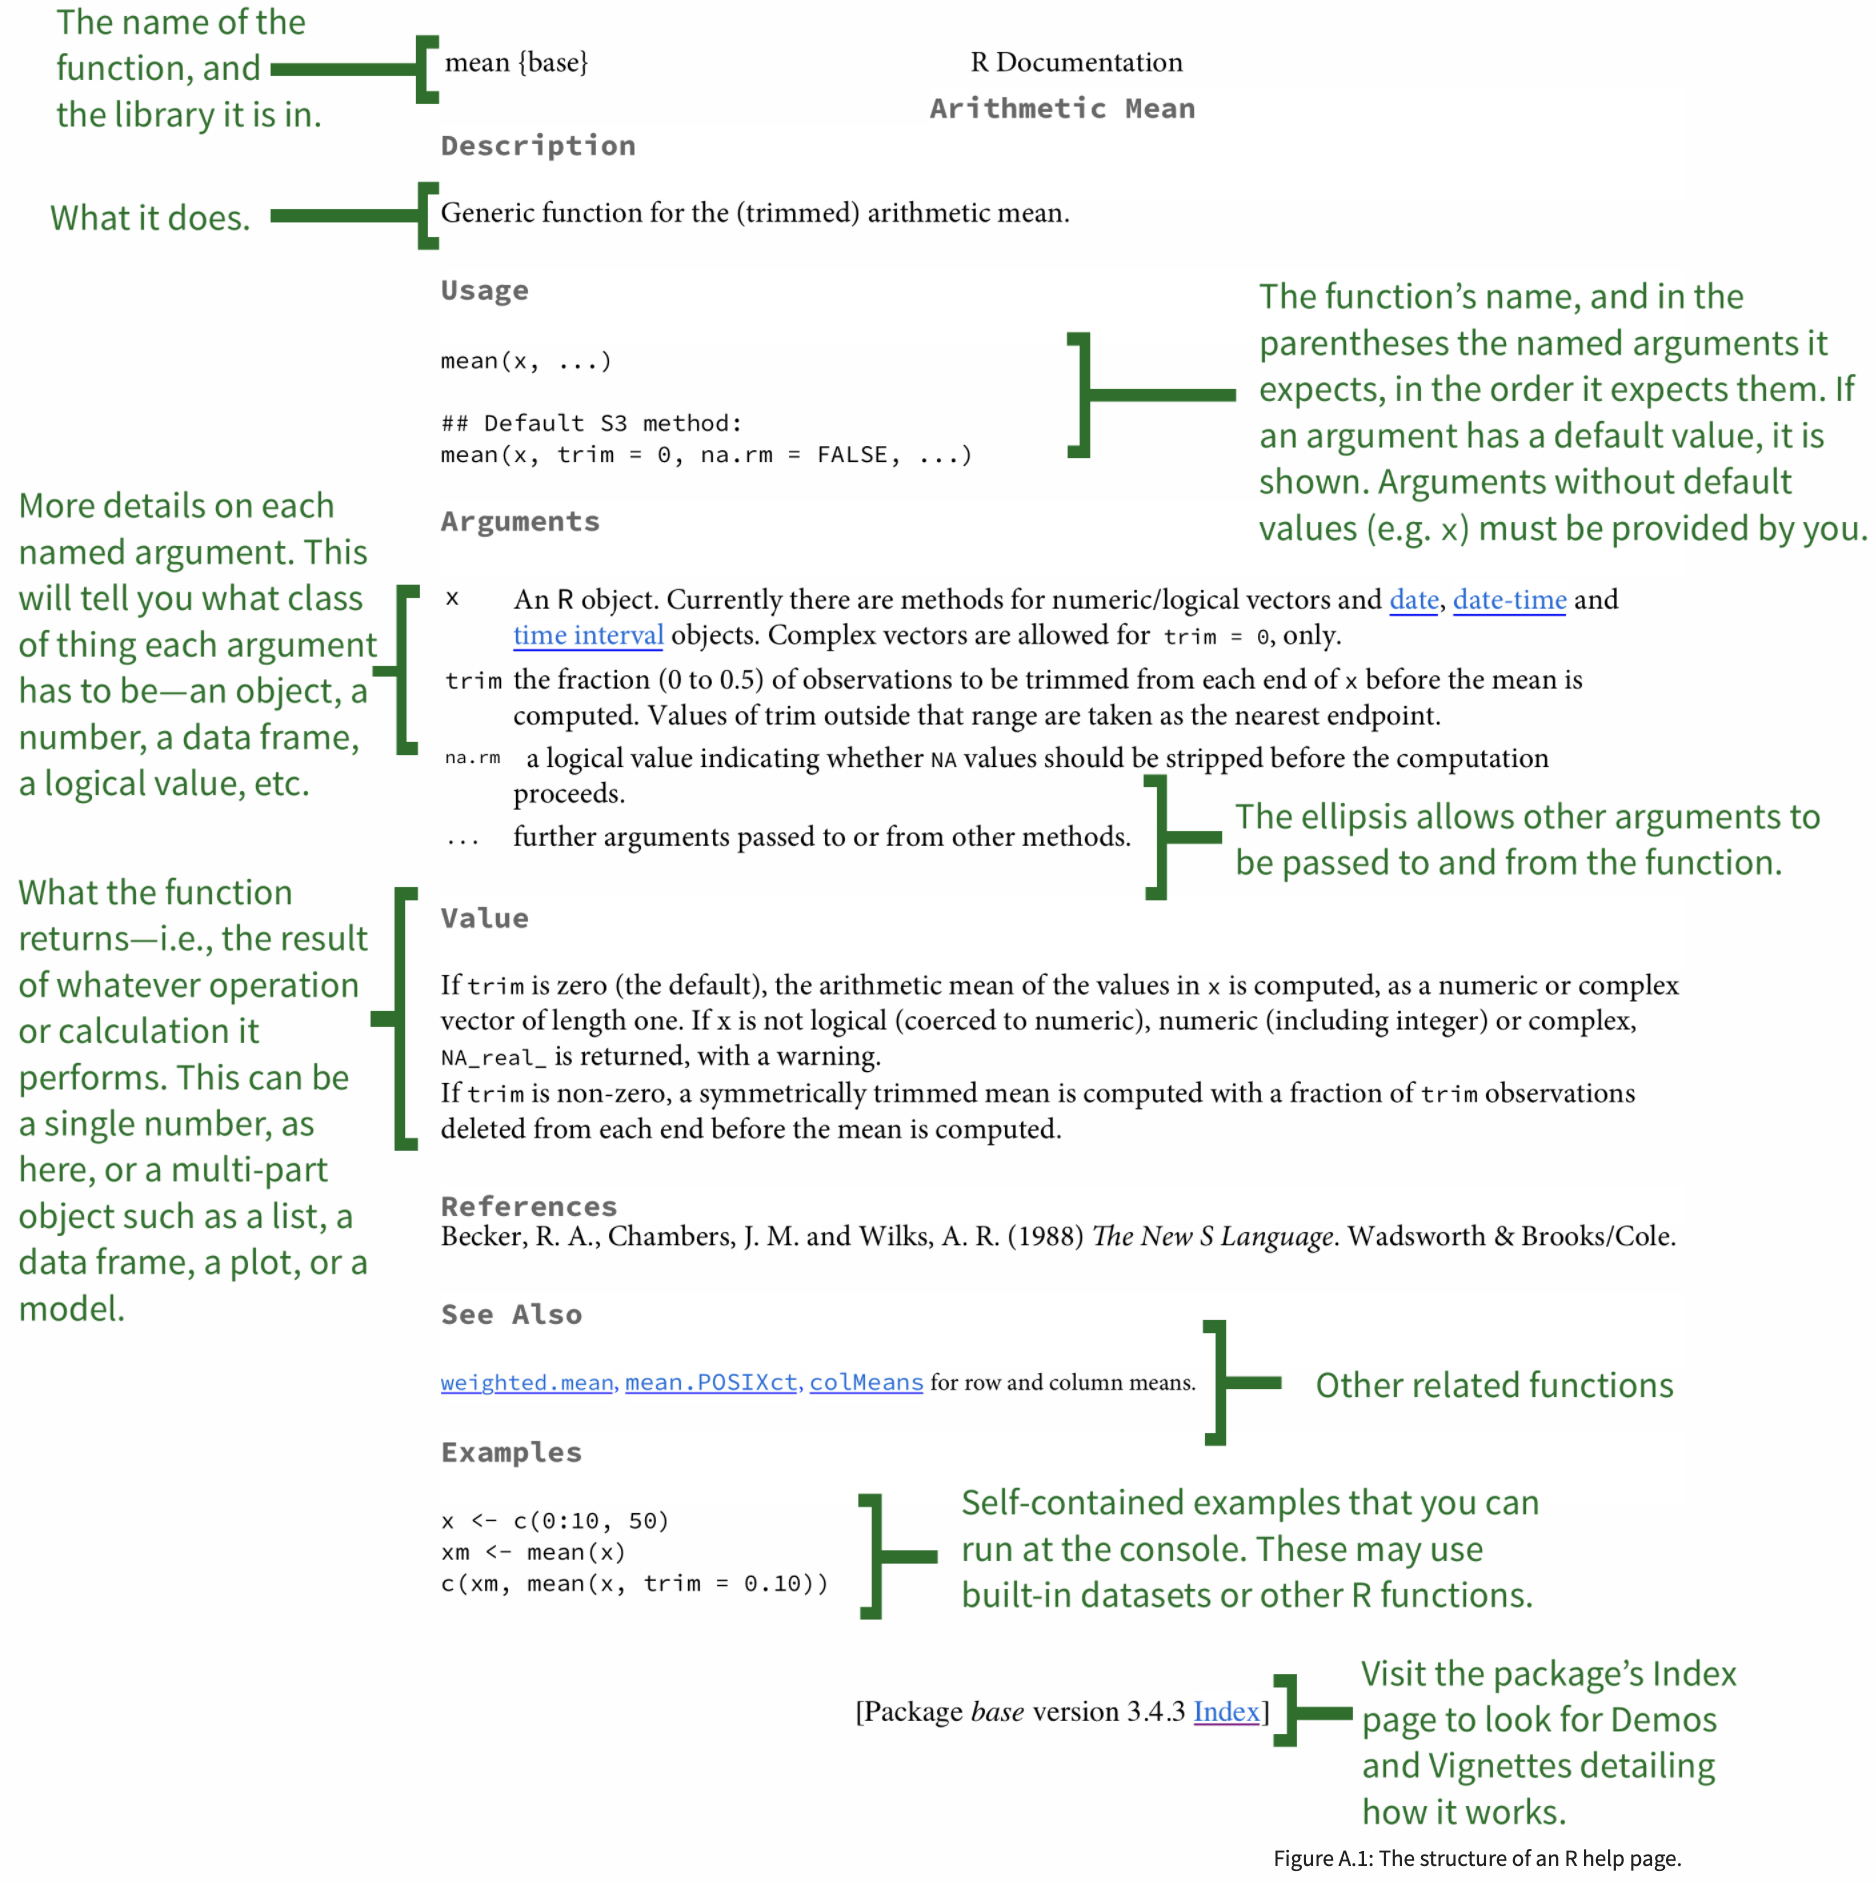 The name of the
function, and
the library it is in.
mean {base}
R Documentation
Arithmetic Mean
Description
What it does.
Generic function for the (trimmed) arithmetic mean.
Usage
mean(x, ...)
## Default S3 method:
mean(x, trim = 0, na.rm = FALSE, ...)
The function’s name, and in the
parentheses the named arguments it
expects, in the order it expects them. If
an argument has a default value, it is
shown. Arguments without default
values (e.g. x) must be provided by you.
More details on each
named argument. This
will tell you what class
of thing each argument
has to be—an object, a
number, a data frame,
a logical value, etc.
Arguments
x An R object. Currently there are methods for numeric/logical vectors and date, date-time and
time interval objects. Complex vectors are allowed for trim = 0, only.
trim the fraction (0 to 0.5) of observations to be trimmed from each end of x before the mean is
computed. Values of trim outside that range are taken as the nearest endpoint.
na.rm a logical value indicating whether NA values should be stripped before the computation
proceeds.
... further arguments passed to or from other methods.
The ellipsis allows other arguments to
be passed to and from the function.
What the function
returns—i.e., the result
of whatever operation
or calculation it
performs. This can be
a single number, as
here, or a multi-part
object such as a list, a
data frame, a plot, or a
model.
Value
If trim is zero (the default), the arithmetic mean of the values in x is computed, as a numeric or complex
vector of length one. If x is not logical (coerced to numeric), numeric (including integer) or complex,
NA_real_ is returned, with a warning.
If trim is non-zero, a symmetrically trimmed mean is computed with a fraction of trim observations
deleted from each end before the mean is computed.
References
Becker, R. A., Chambers, J. M. and Wilks, A. R. (1988) The New S Language. Wadsworth & Brooks/Cole.
See Also
weighted.mean, mean.POSIXct, colMeans for row and column means.
Other related functions
Examples
x <- c(0:10, 50)
xm <- mean(x)
c(xm, mean(x, trim = 0.10))
Self-contained examples that you can
run at the console. These may use
built-in datasets or other R functions.
[Package base version 3.4.3 Index]
Visit the package’s Index
page to look for Demos
and Vignettes detailing
how it works.
Figure A.1: The structure of an R help page.